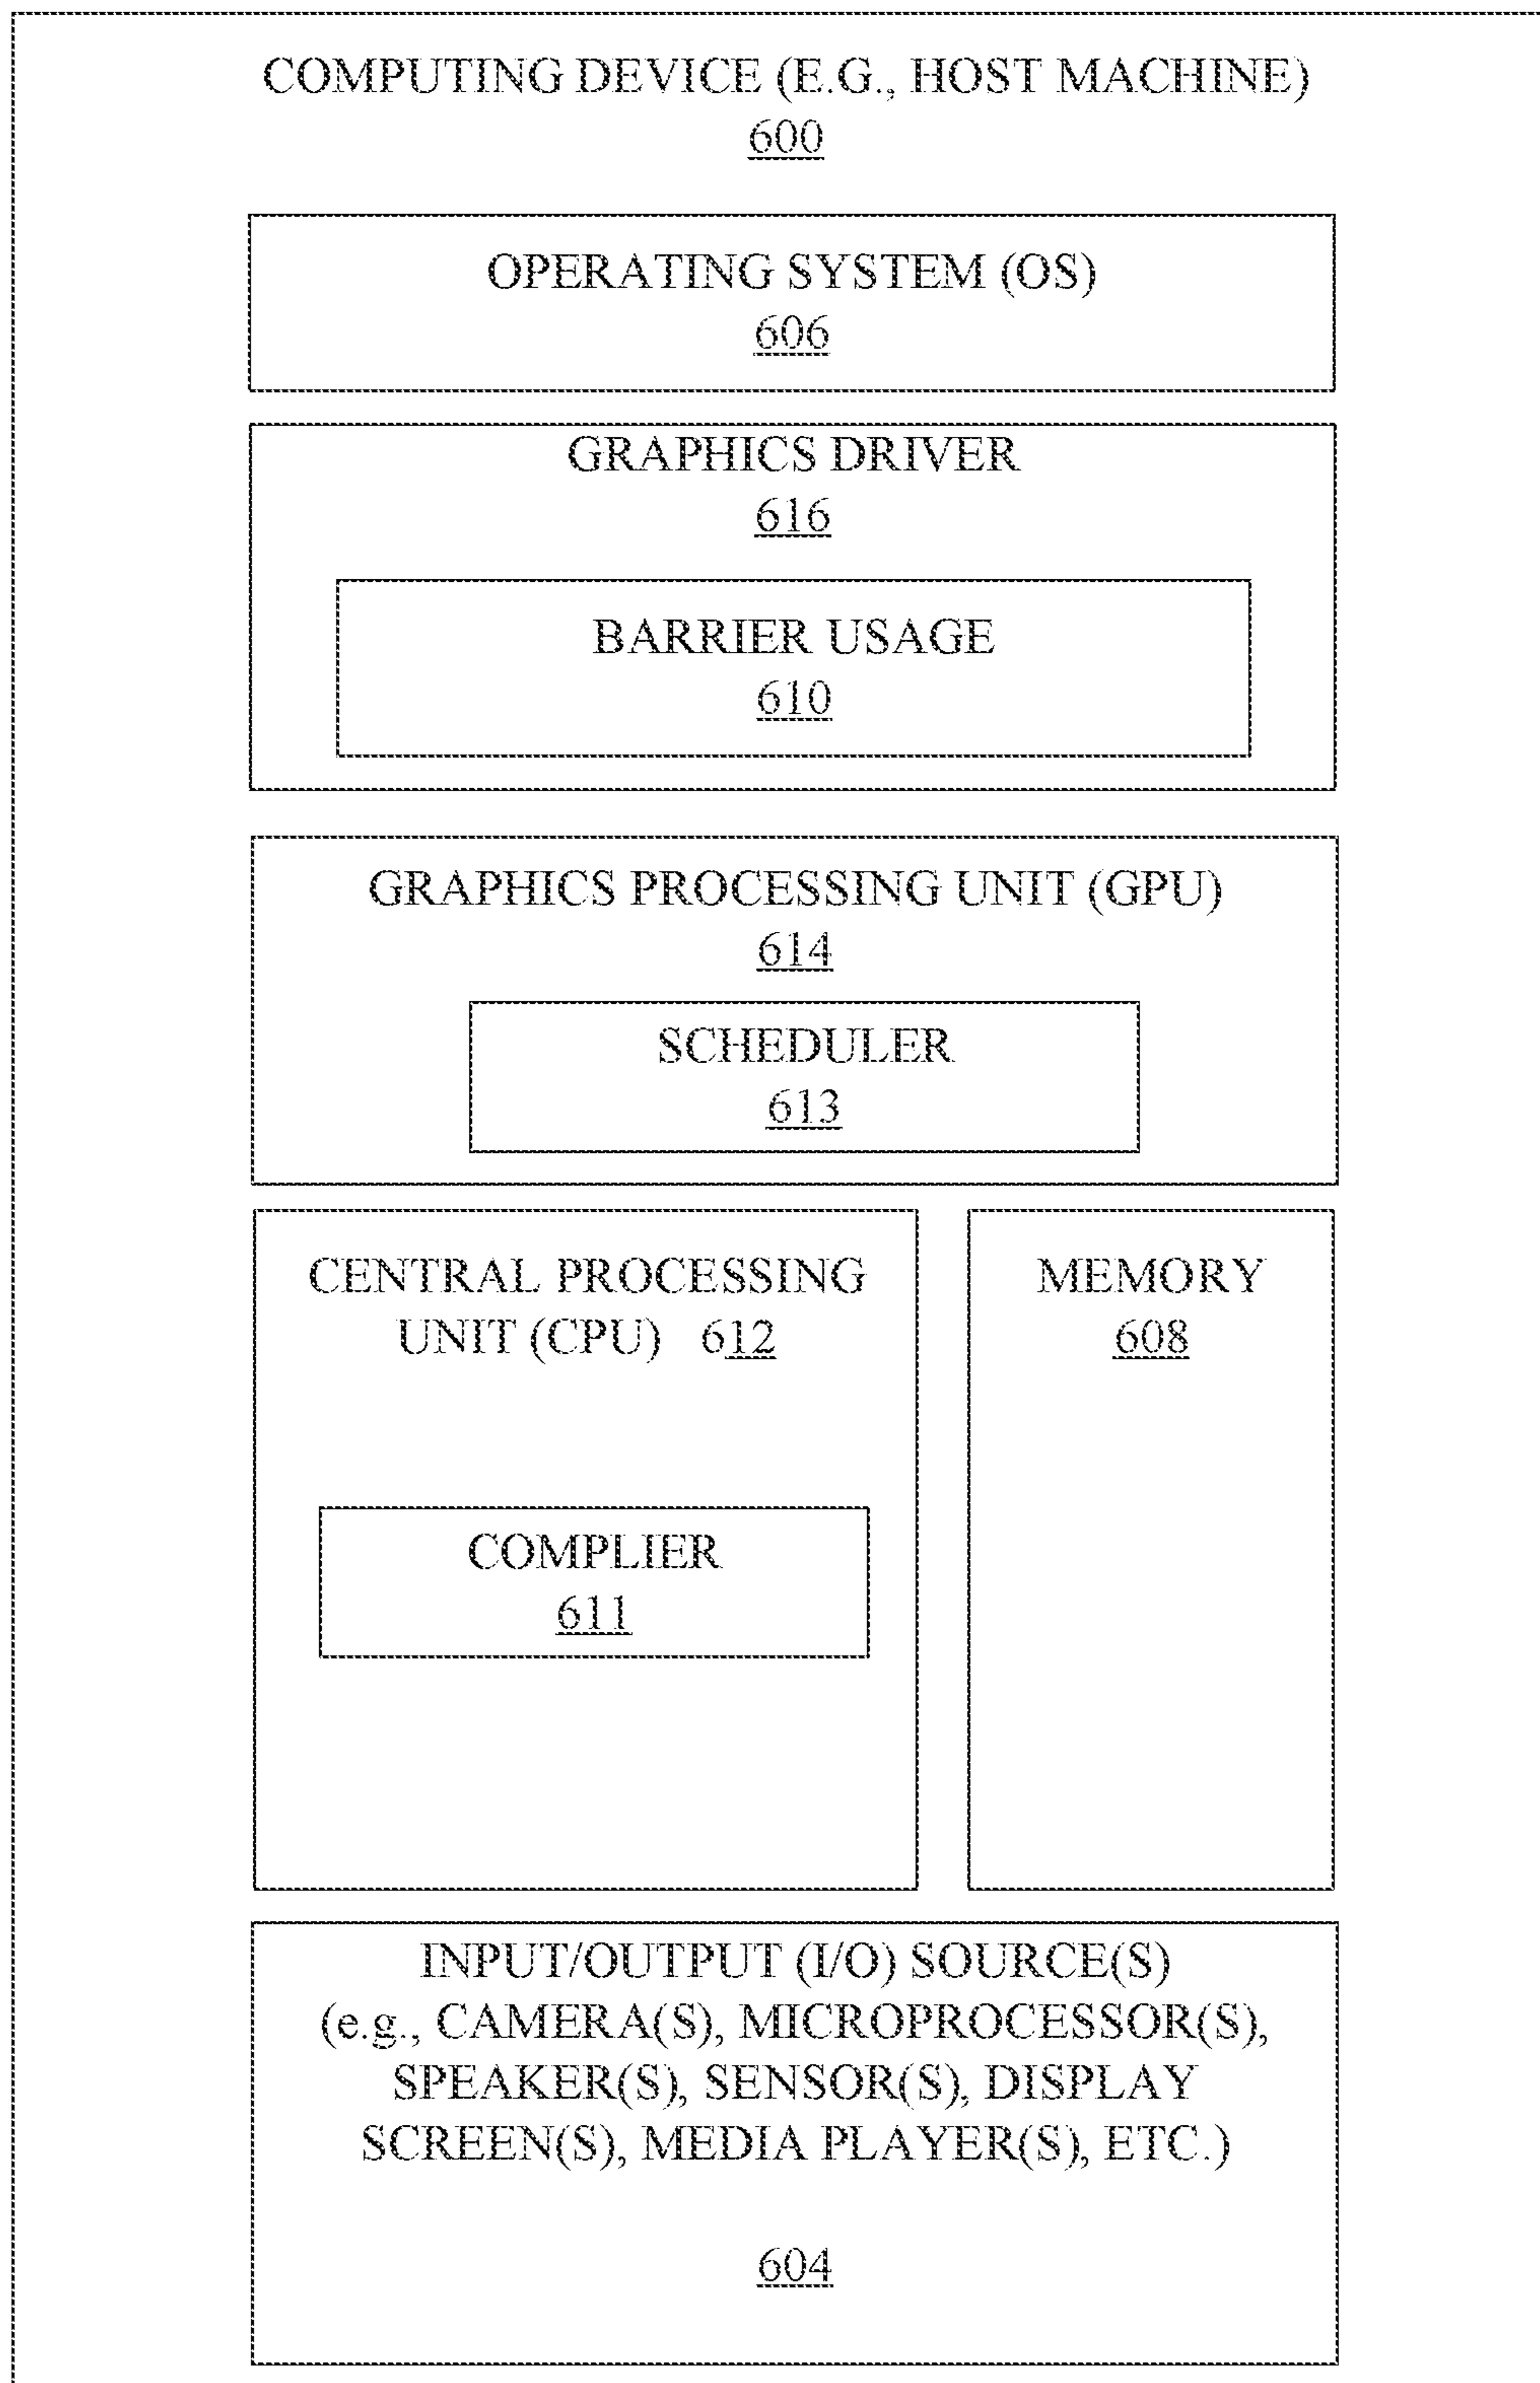 COMPUTING DEVICE (E.G., HOST MACHINE)
600
OPERATING SYSTEM (OS)
606
GRAPHICS DRIVER
616
BARRIER USAGE
610
GRAPHICS PROCESSING UNIT (GPU)
614
SCHEDULER
613
CENTRAL PROCESSING
UNIT (CPU) 612
COMPLIER
611
MEMORY
608
INPUT/OUTPUT (I/O) SOURCE(S)
(e.g., CAMERA(S), MICROPROCESSOR(S),
SPEAKER(S), SENSOR(S), DISPLAY
SCREEN(S), MEDIA PLAYER(S), ETC.)
604